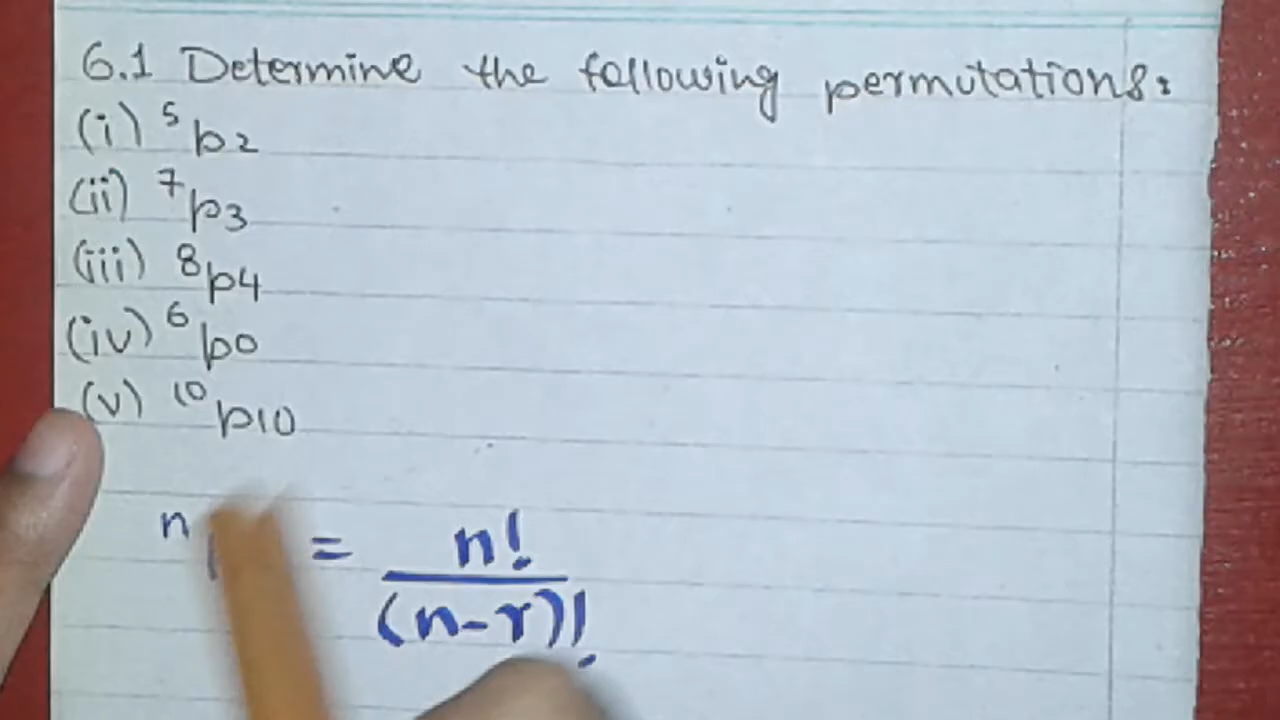 6.1 Determine the following permutations:
(i) ⁵p2
(ii) ⁷p3
(iii) ⁸p4
(iv) ⁶p0
(v) ¹⁰p10
n = n!
(n-r)!